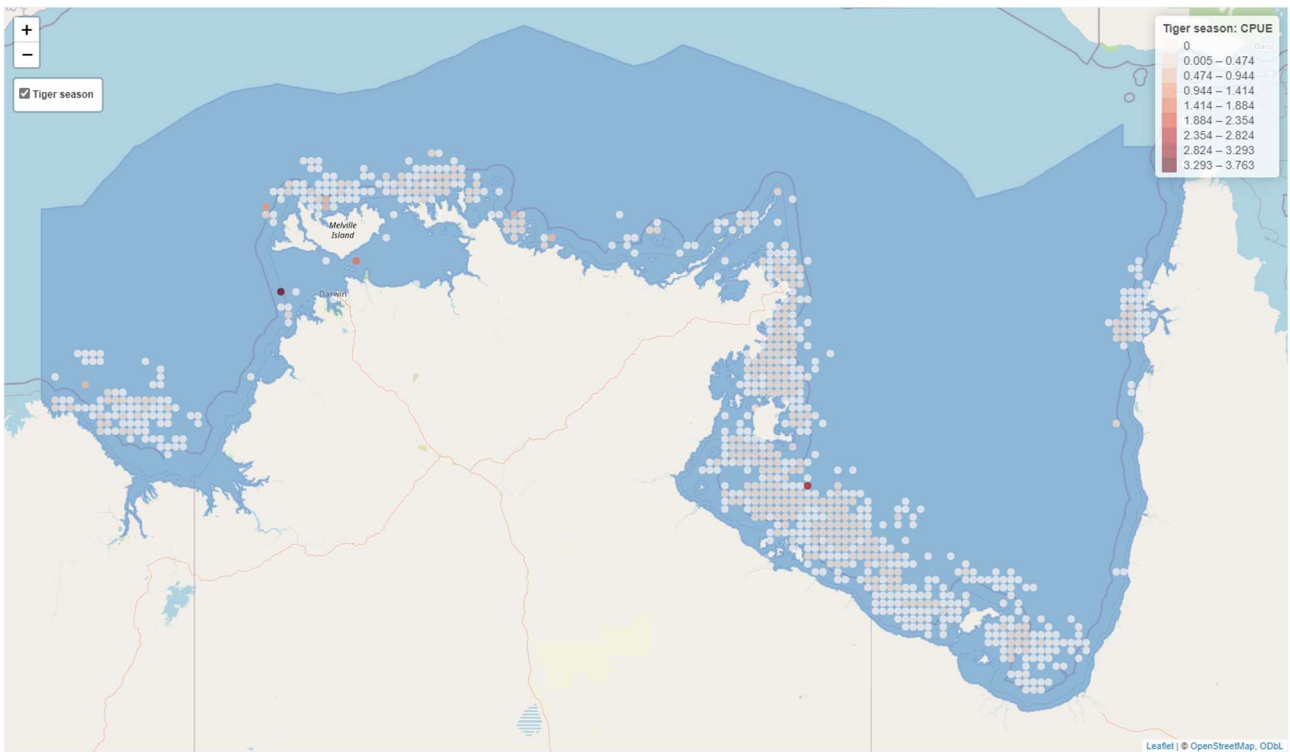 +
−
Tiger season
Tiger season: CPUE
0
0.005 – 0.474
0.474 – 0.944
0.944 – 1.414
1.414 – 1.884
1.884 – 2.354
2.354 – 2.824
2.824 – 3.293
3.293 – 3.763
Daru
Melville
Island
Darwin
Leaflet | © OpenStreetMap, ODbL